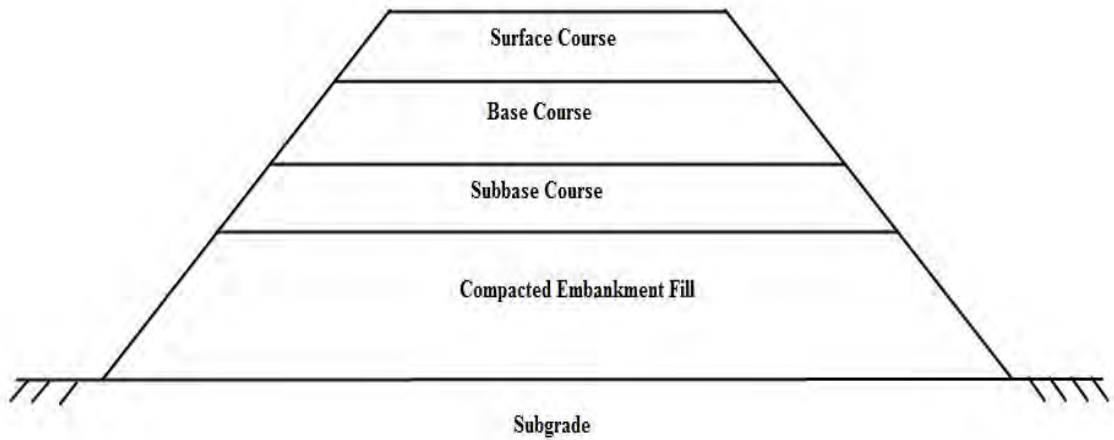 Surface Course
Base Course
Subbase Course
Compacted Embankment Fill
Subgrade